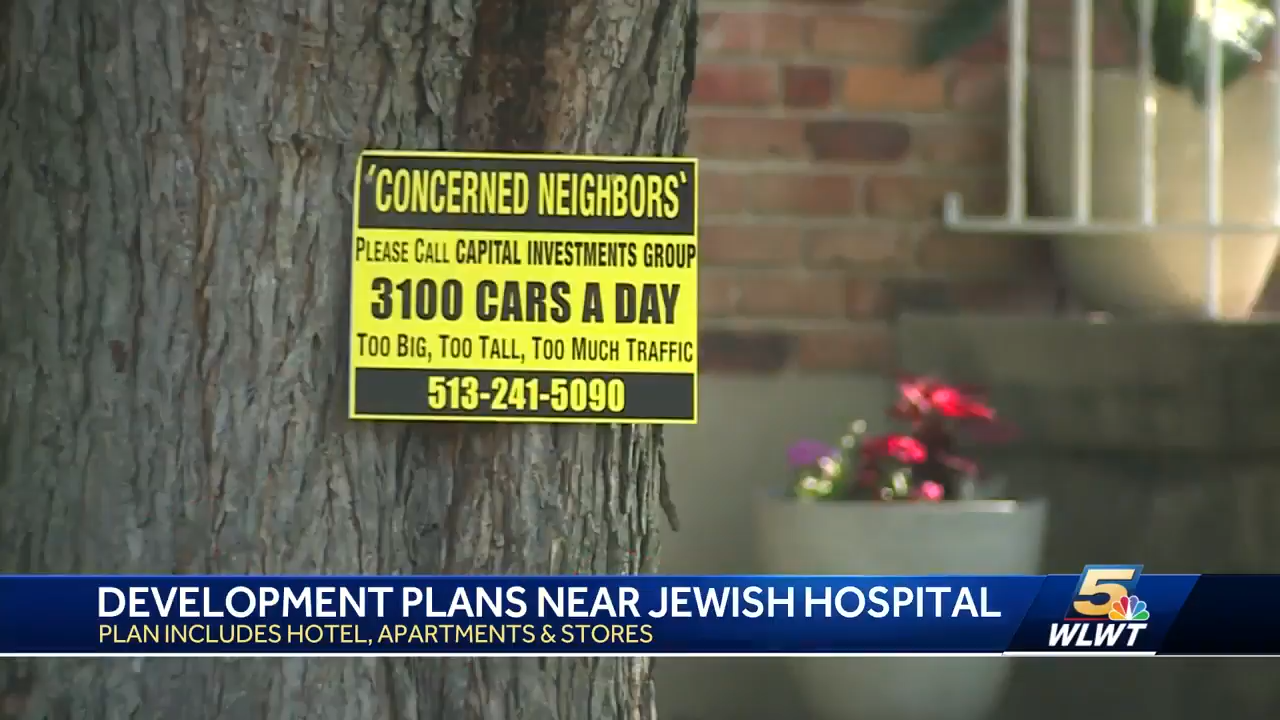 'CONCERNED NEIGHBORS'
PLEASE CALL CAPITAL INVESTMENTS GROUP
3100 CARS A DAY
TOO BIG, TOO TALL, TOO MUCH TRAFFIC
513-241-5090
DEVELOPMENT PLANS NEAR JEWISH HOSPITAL
PLAN INCLUDES HOTEL, APARTMENTS & STORES
5
WLWT